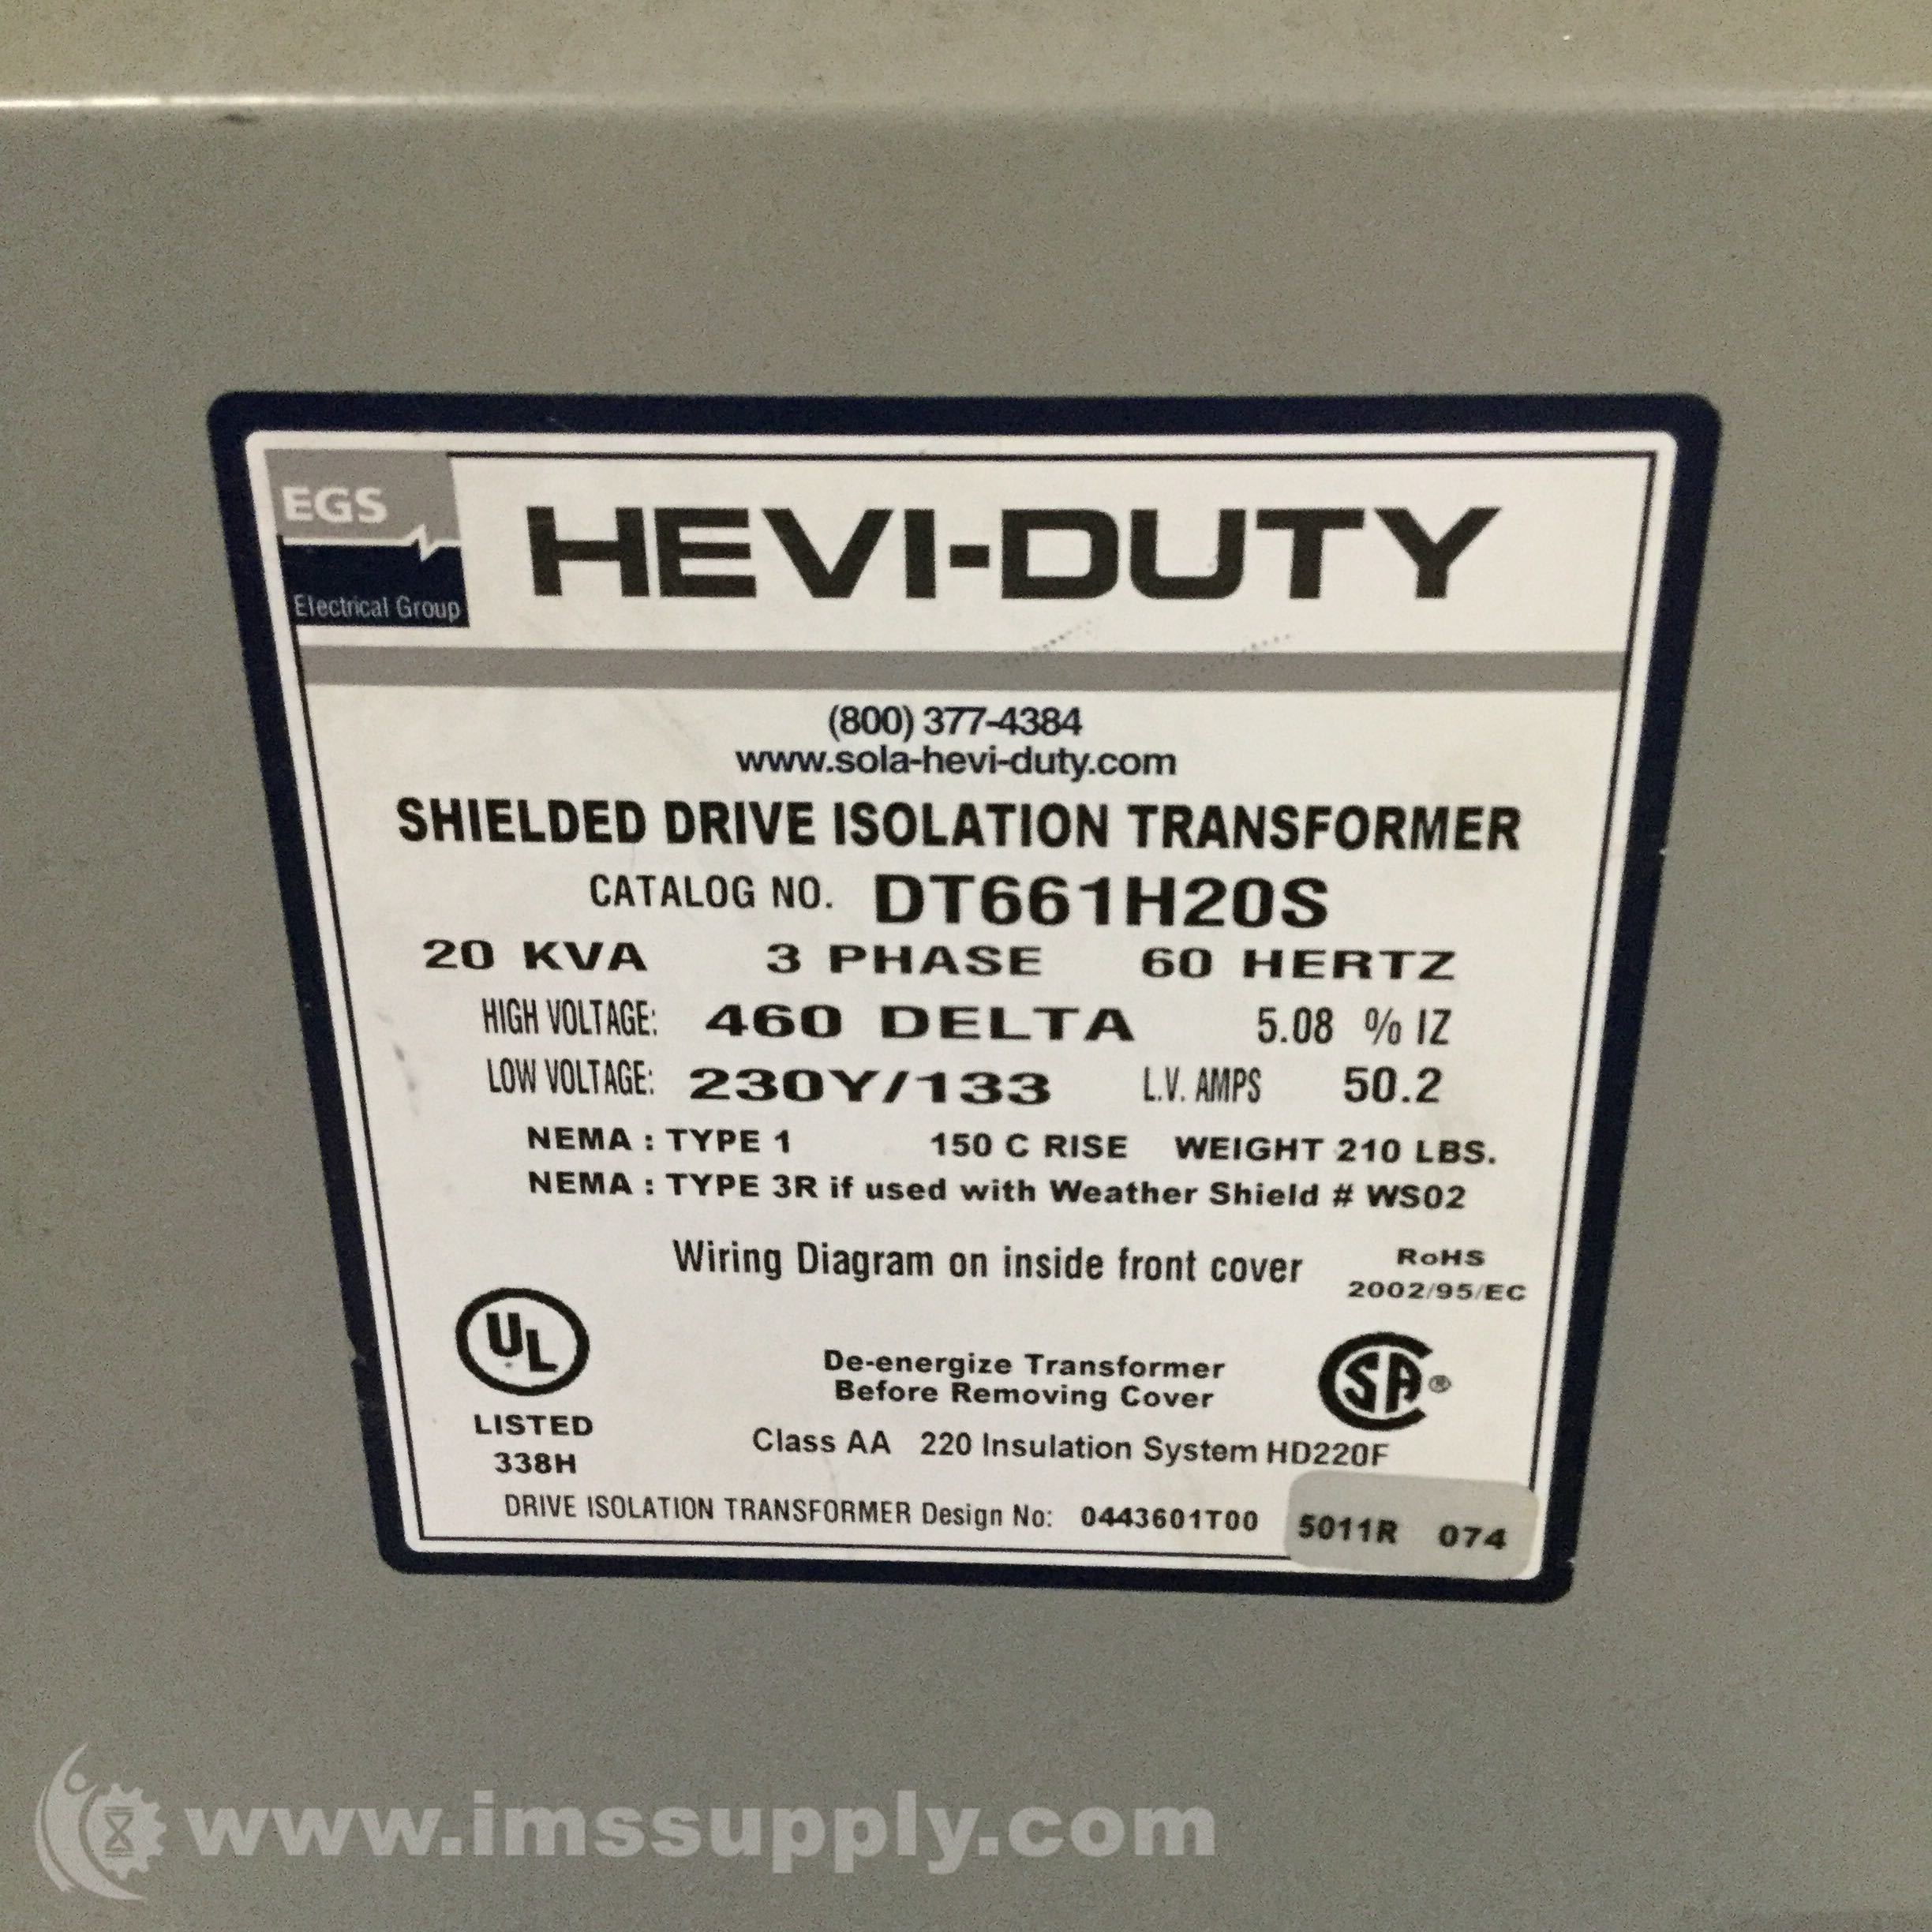 EGS
Electrical Group
HEVI-DUTY
(800) 377-4384
www.sola-hevi-duty.com
SHIELDED DRIVE ISOLATION TRANSFORMER
CATALOG NO. DT661H20S
20 KVA 3 PHASE 60 HERTZ
HIGH VOLTAGE: 460 DELTA 5.08 % IZ
LOW VOLTAGE: 230Y/133 L.V. AMPS 50.2
NEMA : TYPE 1 150 C RISE WEIGHT 210 LBS.
NEMA : TYPE 3R if used with Weather Shield # WS02
Wiring Diagram on inside front cover
RoHS
2002/95/EC
UL
LISTED
338H
De-energize Transformer
Before Removing Cover
SA®
Class AA 220 Insulation System HD220F
DRIVE ISOLATION TRANSFORMER Design No: 0443601T00 5011R 074
www.imssupply.com